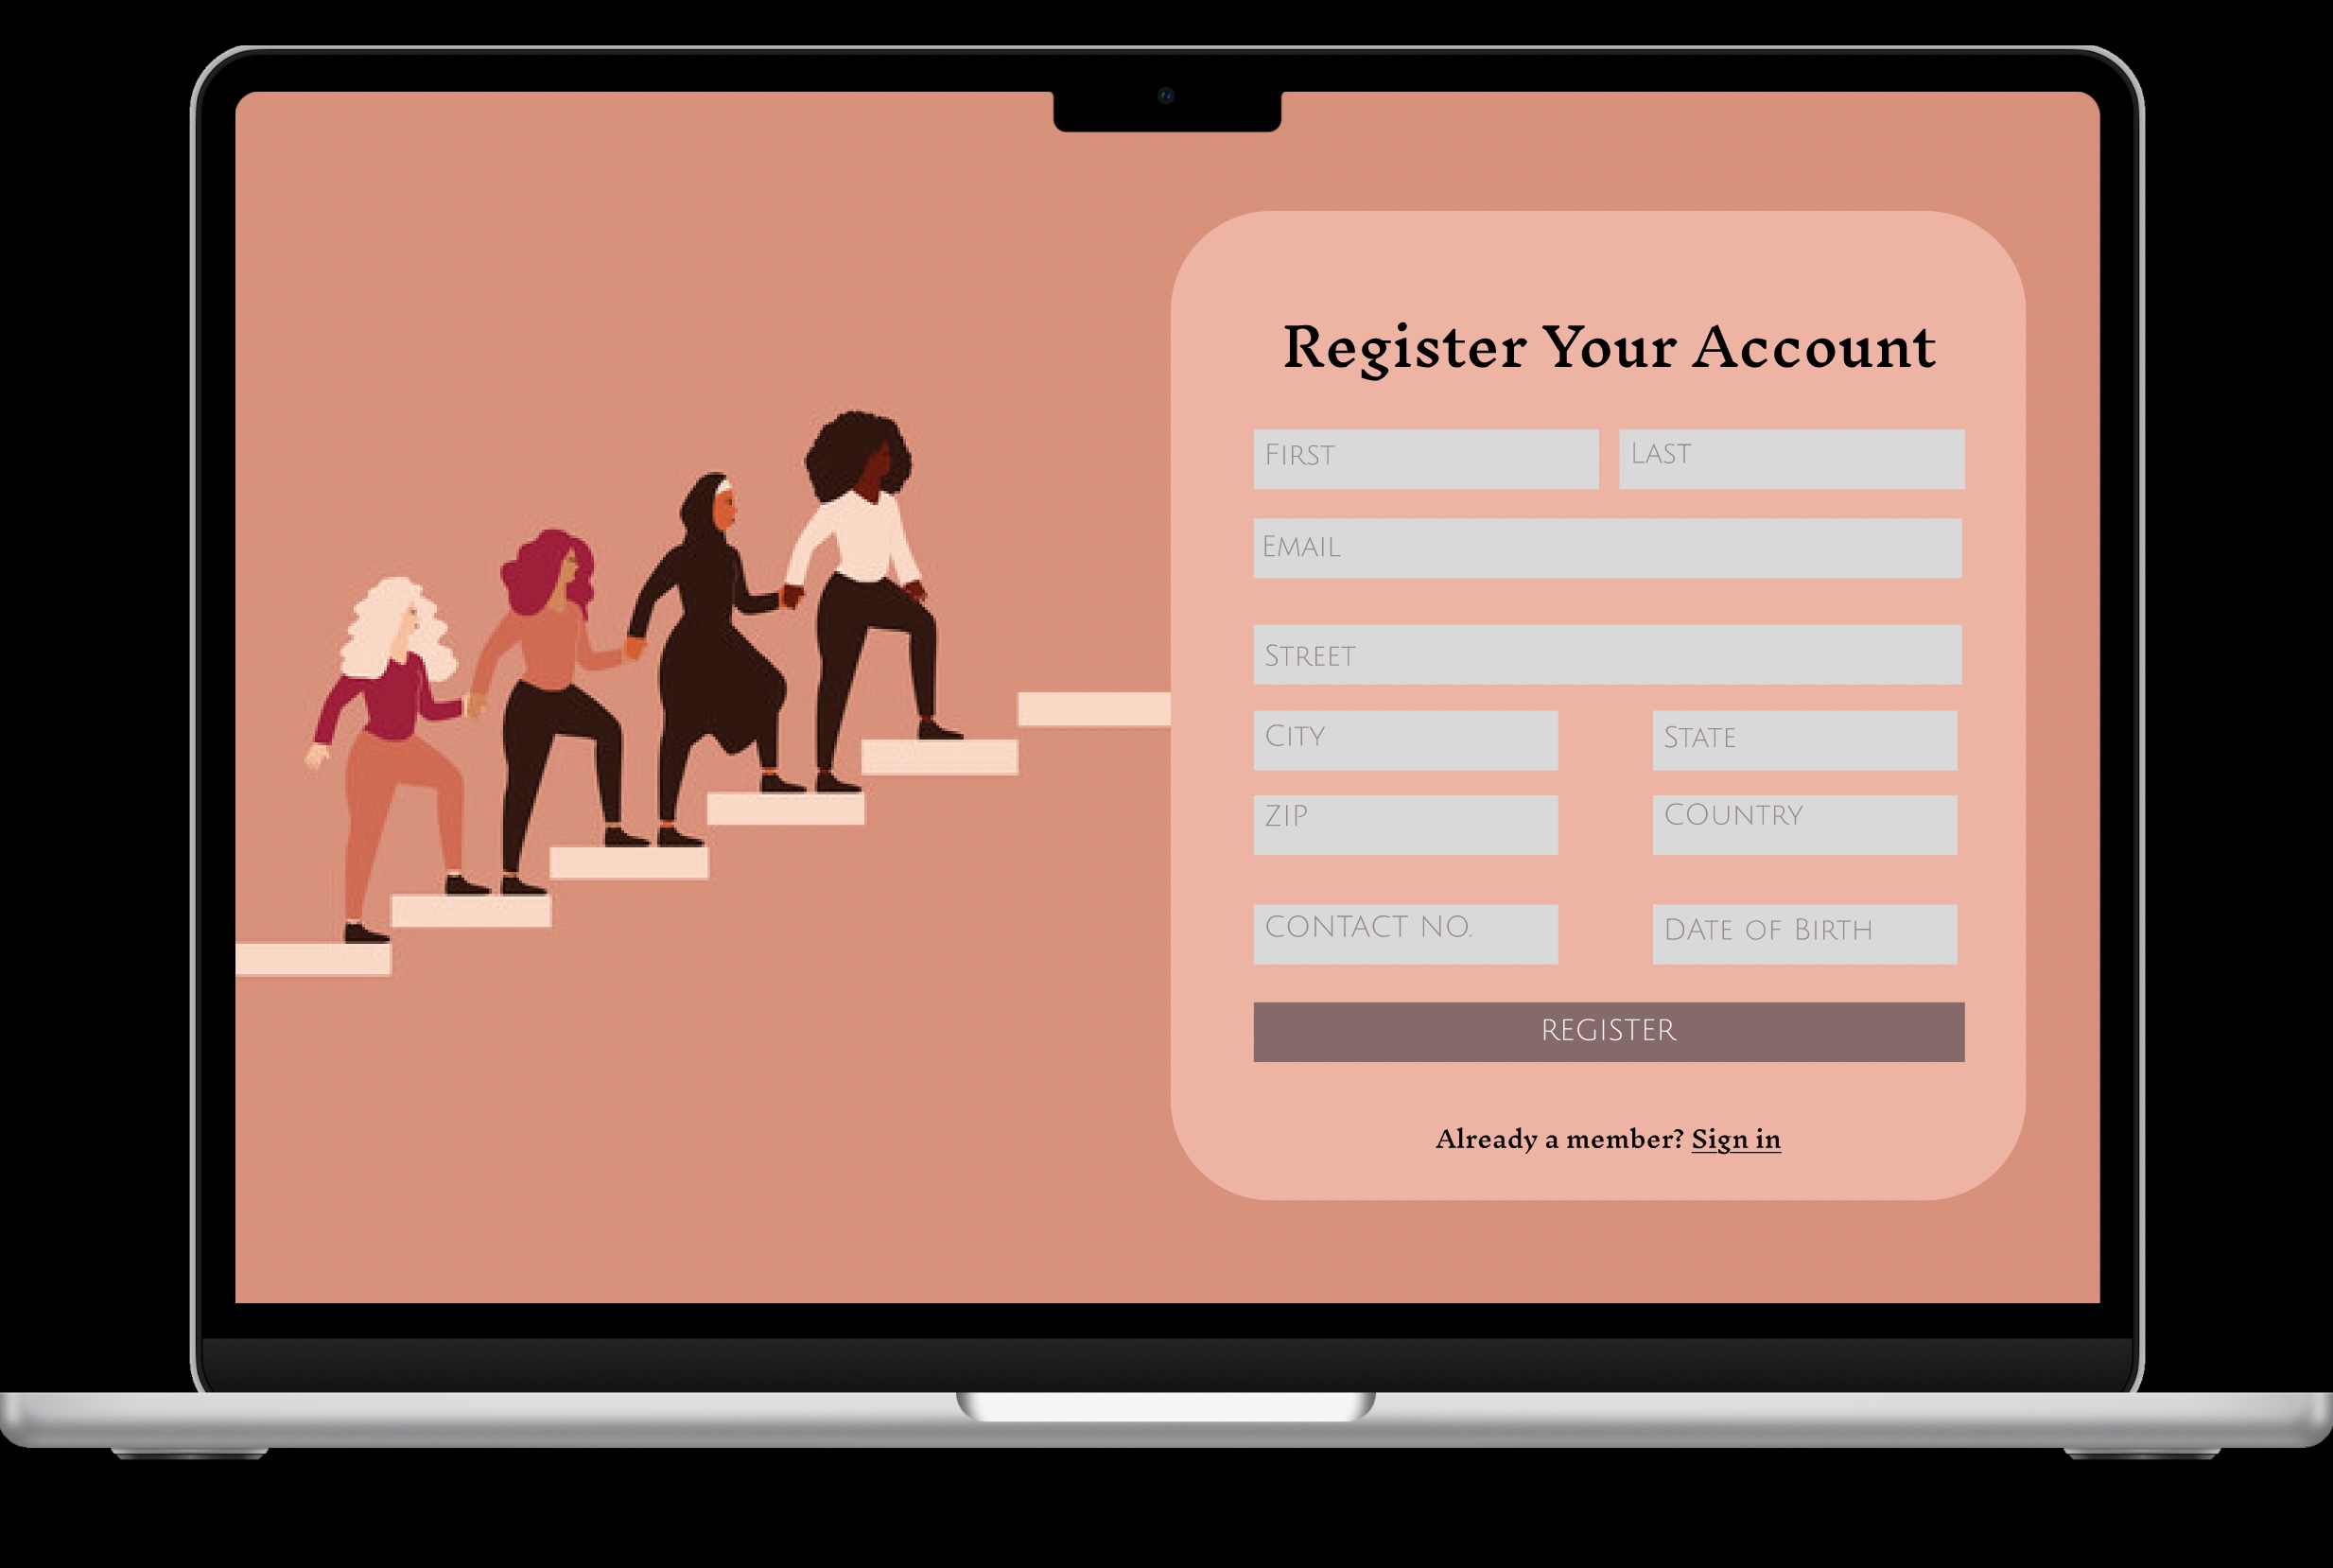 Register Your Account
First Last
Email
Street
City State
ZIP COUNTRY
CONTACT NO. DATE OF BIRTH
REGISTER
Already a member? Sign in